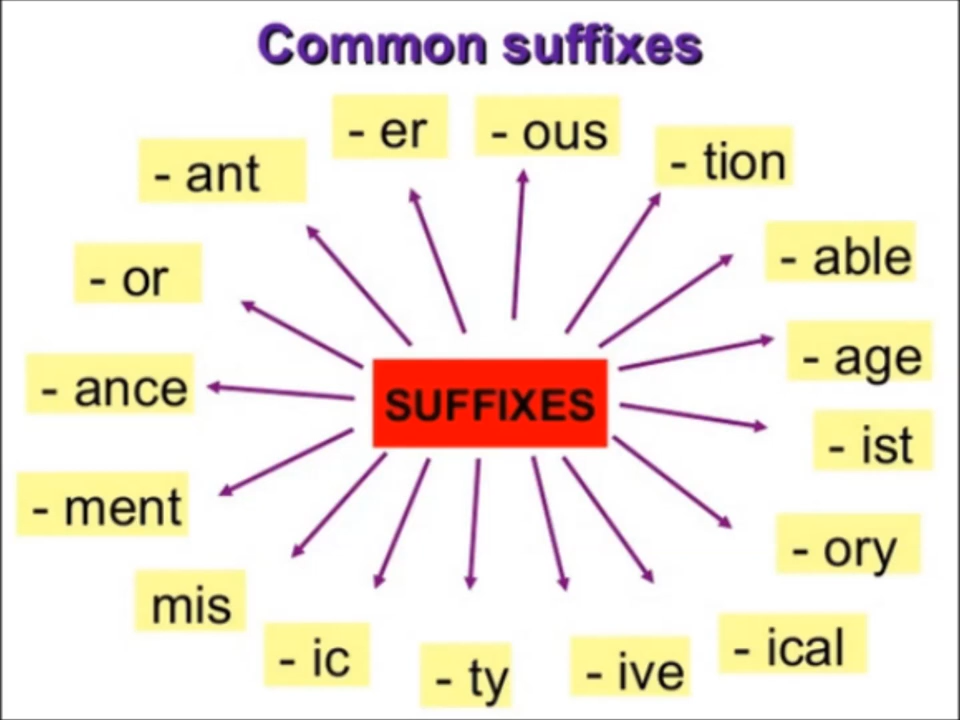 Common suffixes
- er
- ous
- tion
- ant
- able
- or
- age
- ance
SUFFIXES
- ist
- ment
- ory
mis
- ic
- ty
- ive
- ical